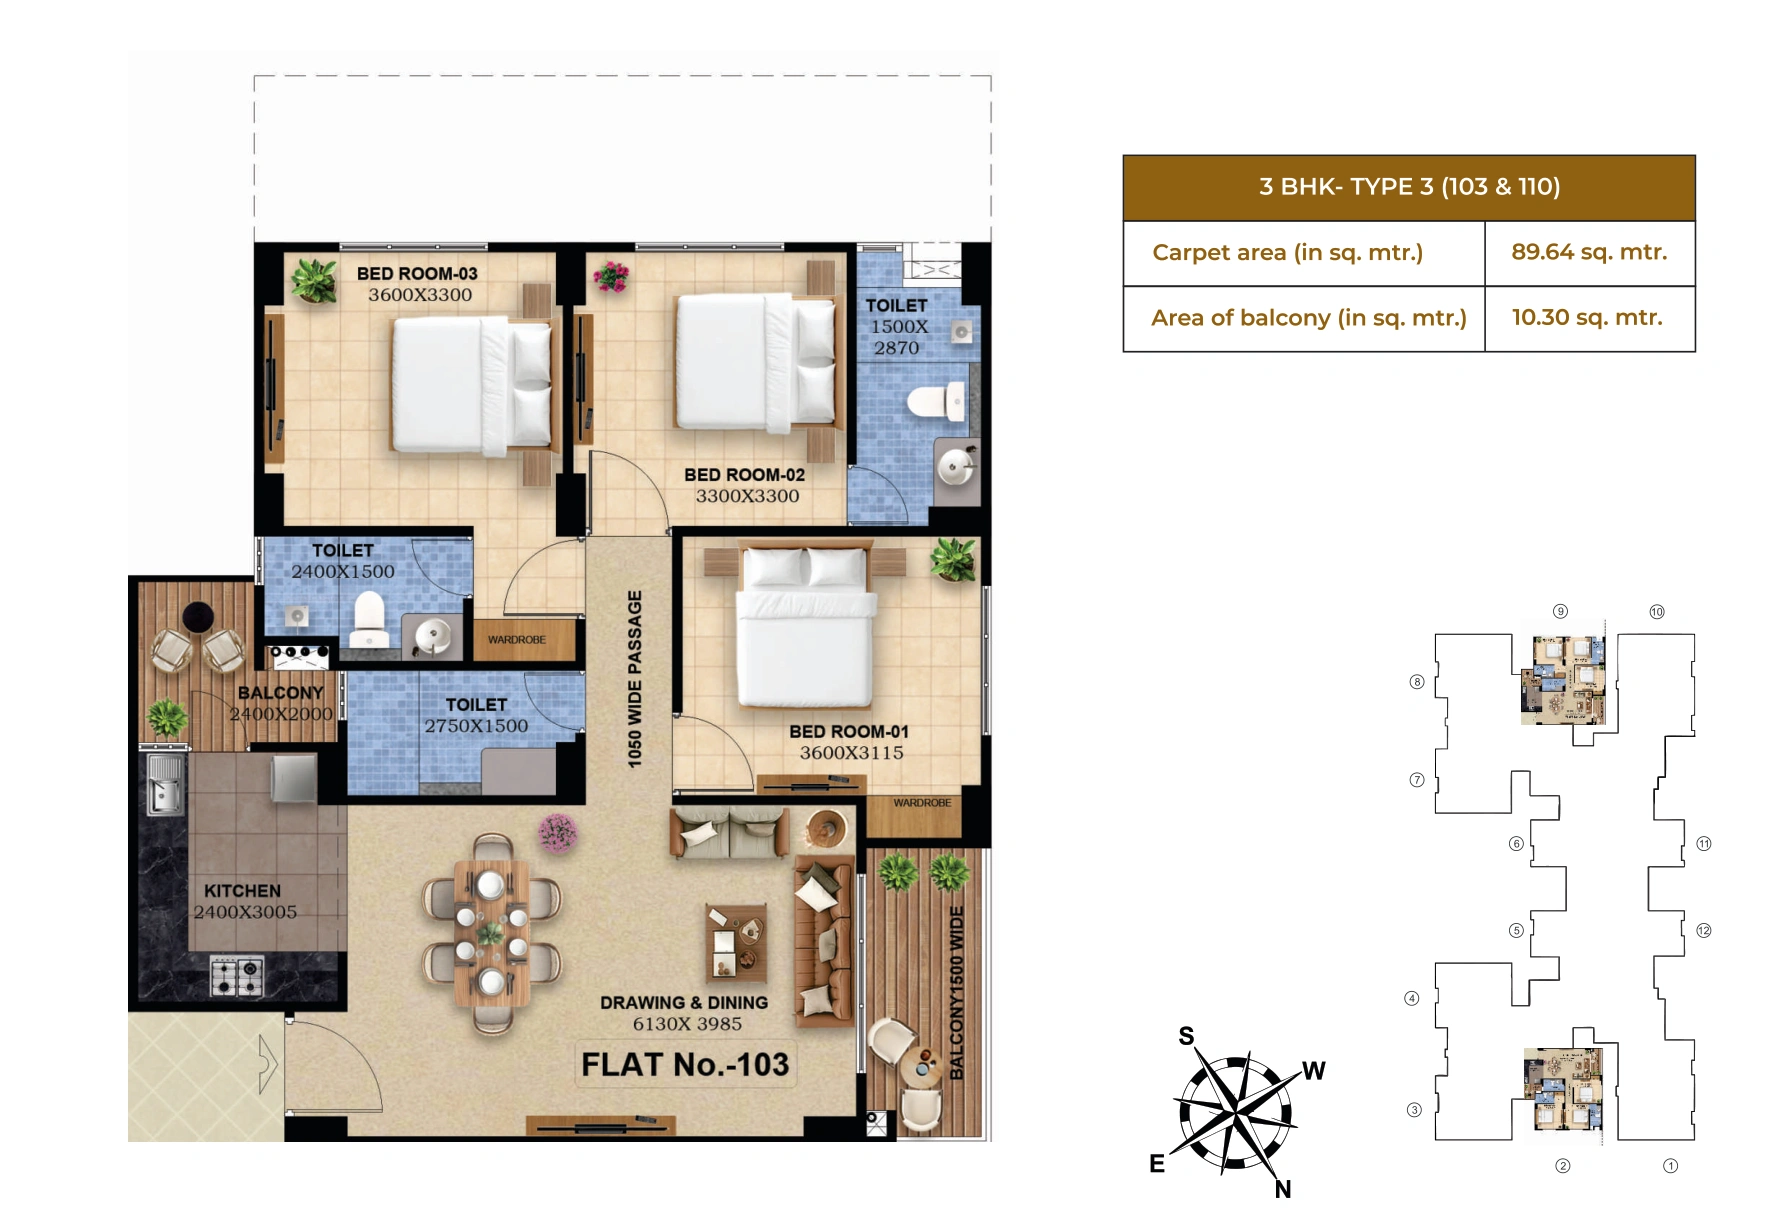 BED ROOM-03
3600X3300
BED ROOM-02
3300X3300
TOILET
1500X
2870
TOILET
2400X1500
WARDROBE
1050 WIDE PASSAGE
BALCONY
2400X2000
TOILET
2750X1500
BED ROOM-01
3600X3115
WARDROBE
KITCHEN
2400X3005
DRAWING & DINING
6130X 3985
FLAT No.-103
BALCONY1500 WIDE
3 BHK- TYPE 3 (103 & 110)
Carpet area (in sq. mtr.) 89.64 sq. mtr.
Area of balcony (in sq. mtr.) 10.30 sq. mtr.
S
W
E
N
9
10
8
7
6
11
5
12
4
3
2
1